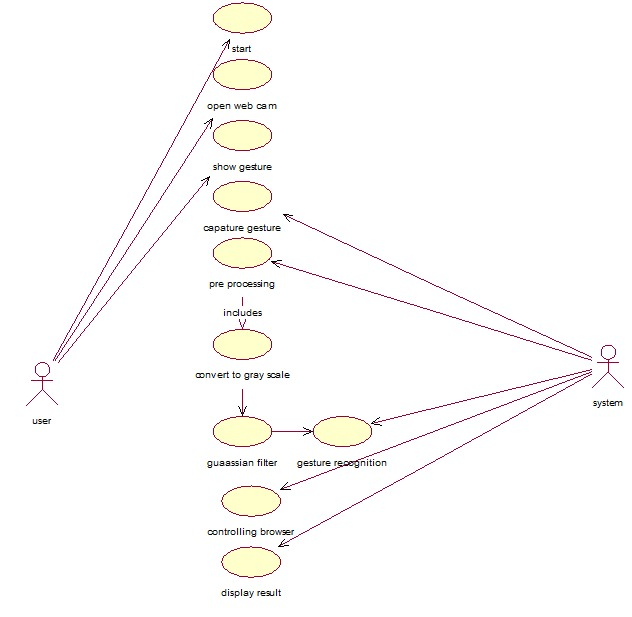 start
open web cam
show gesture
capature gesture
pre processing
includes
convert to gray scale
user
system
guaassian filter
gesture recognition
controlling browser
display result